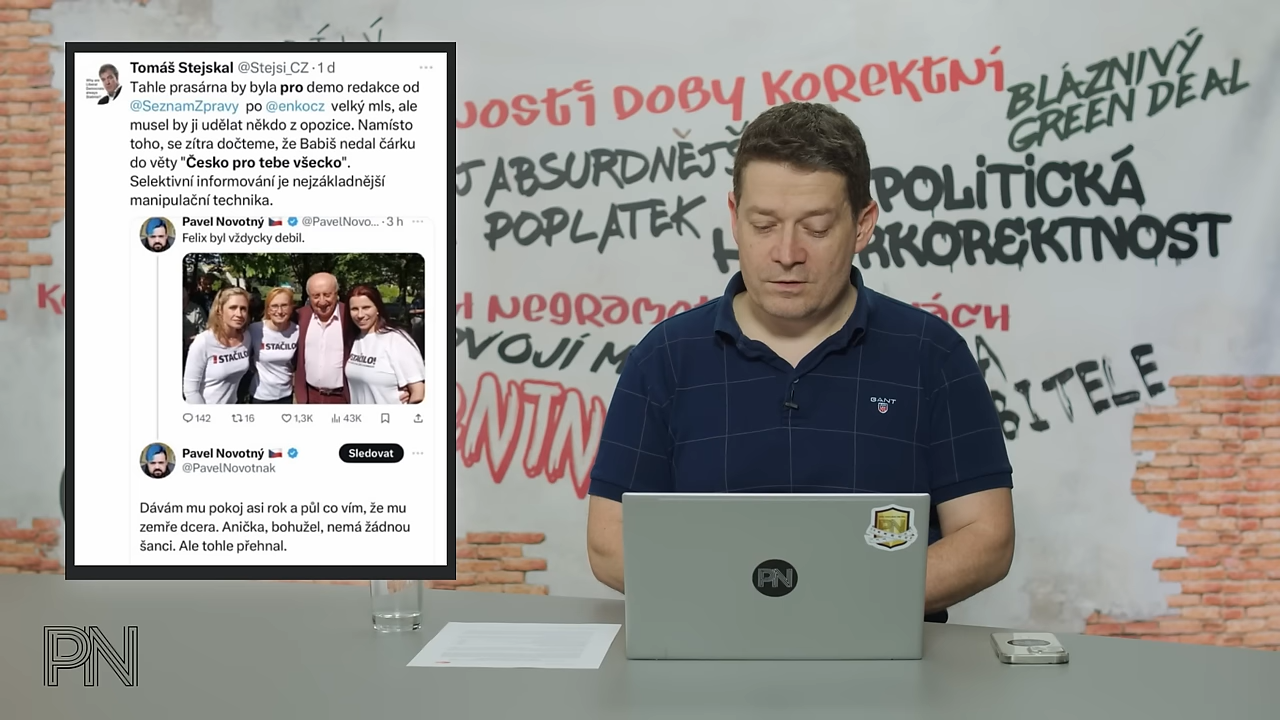 Tomáš Stejskal @Stejsi_CZ · 1 d
Tahle prasárna by byla pro demo redakce od
@SeznamZpravy po @enkocz velký mls, ale
musel by ji udělat někdo z opozice. Namísto
toho, se zítra dočteme, že Babiš nedal čárku
do věty "Česko pro tebe všecko".
Selektivní informování je nejzákladnější
manipulační technika.
Pavel Novotný @PavelNovo... · 3 h
Felix byl vždycky debil.
!STAČILO!
STAČILO!
STAČILO!
142 16 1,3K 43K
Pavel Novotný
@PavelNovotnak
Sledovat
Dávám mu pokoj asi rok a půl co vím, že mu
zemře dcera. Anička, bohužel, nemá žádnou
šanci. Ale tohle přehnal.
DOBY KOREKTNÍ
BLÁZNIVÝ
GREEN DEAL
ABSURDNĚJŠ
POPLATEK
POLITICKÁ
RKOREKTNOST
GANT
PN
PN